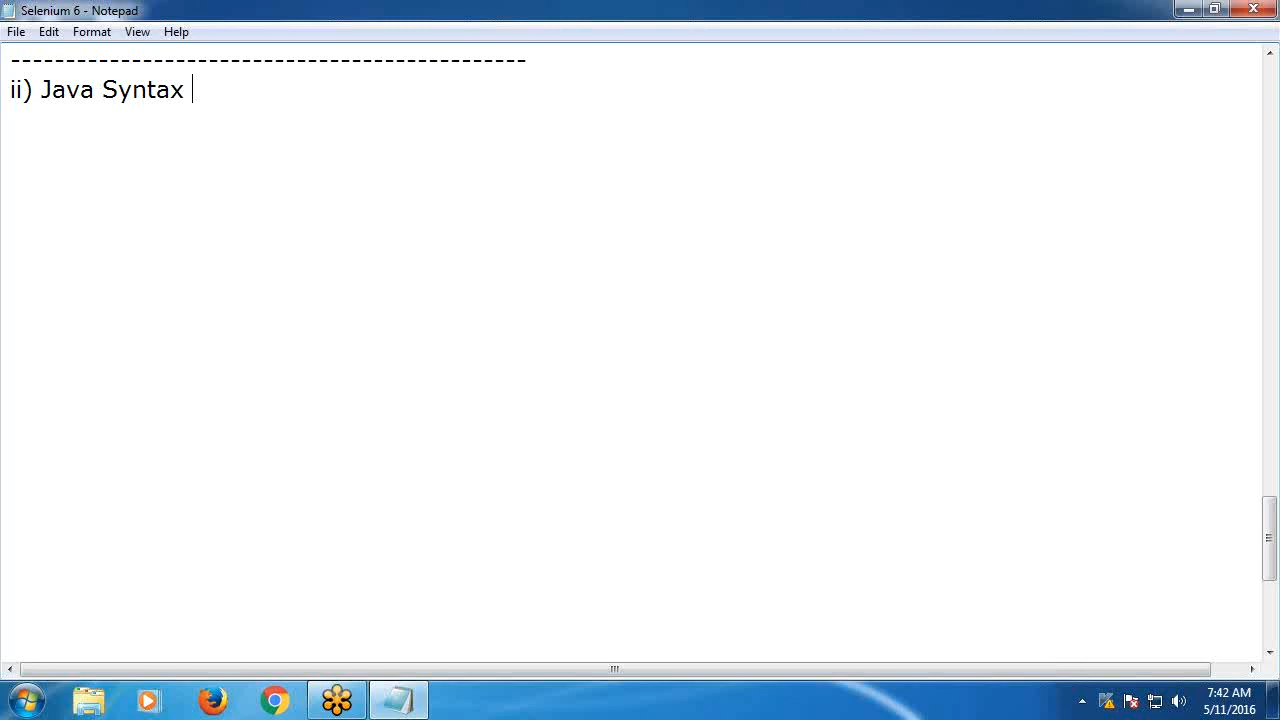 Selenium 6 - Notepad
File Edit Format View Help
-----------------------------------------------
ii) Java Syntax
7:42 AM
5/11/2016